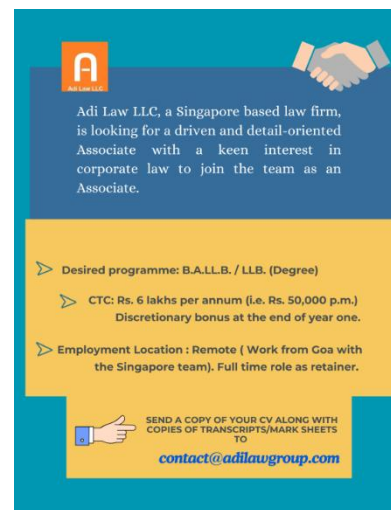 Adi Law LLC
Adi Law LLC, a Singapore based law firm,
is looking for a driven and detail-oriented
Associate with a keen interest in
corporate law to join the team as an
Associate.
Desired programme: B.A.LL.B. / LLB. (Degree)
CTC: Rs. 6 lakhs per annum (i.e. Rs. 50,000 p.m.)
Discretionary bonus at the end of year one.
Employment Location : Remote ( Work from Goa with
the Singapore team). Full time role as retainer.
SEND A COPY OF YOUR CV ALONG WITH
COPIES OF TRANSCRIPTS/MARK SHEETS
TO
contact@adilawgroup.com